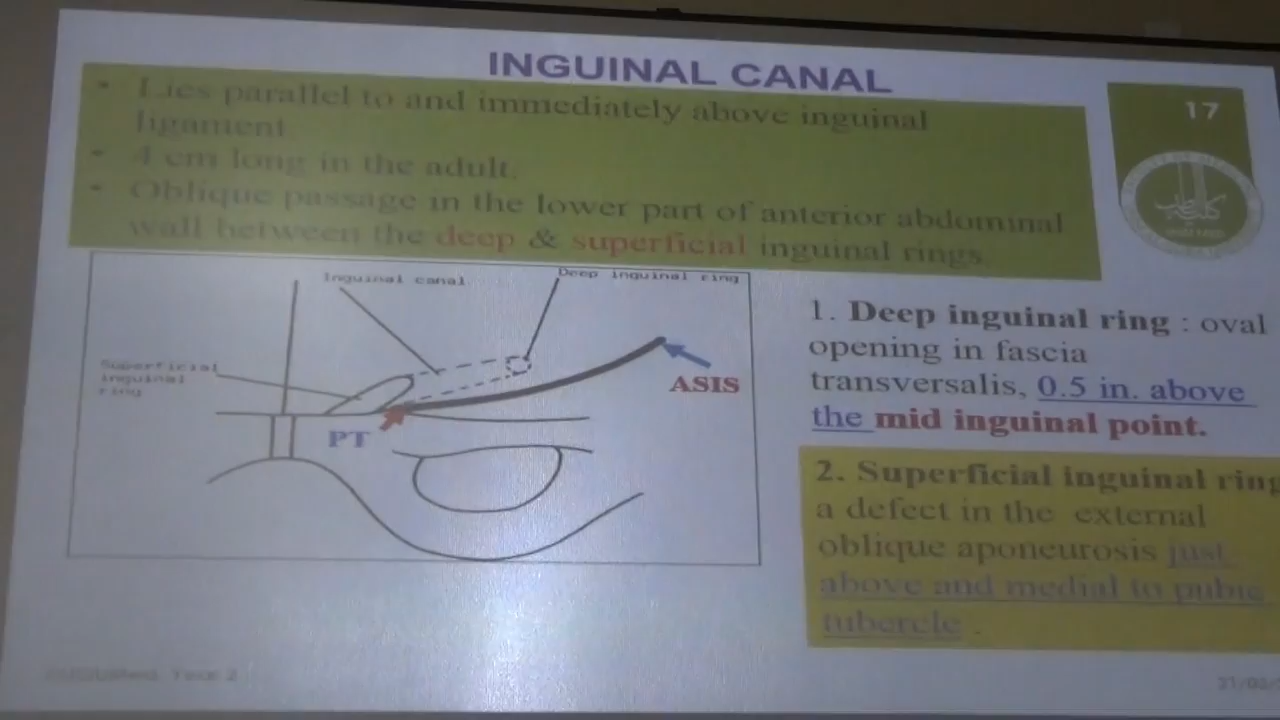 INGUINAL CANAL
17
• Lies parallel to and immediately above inguinal
ligament
• 4 cm long in the adult.
• Oblique passage in the lower part of anterior abdominal
wall between the deep & superficial inguinal rings
Inguinal canal
Deep inguinal ring
Superficial
inguinal
ring
ASIS
PT
1. Deep inguinal ring : oval
opening in fascia
transversalis, 0.5 in. above
the mid inguinal point.
2. Superficial inguinal ring
a defect in the external
oblique aponeurosis just
above and medial to pubic
tubercle .
Year 2